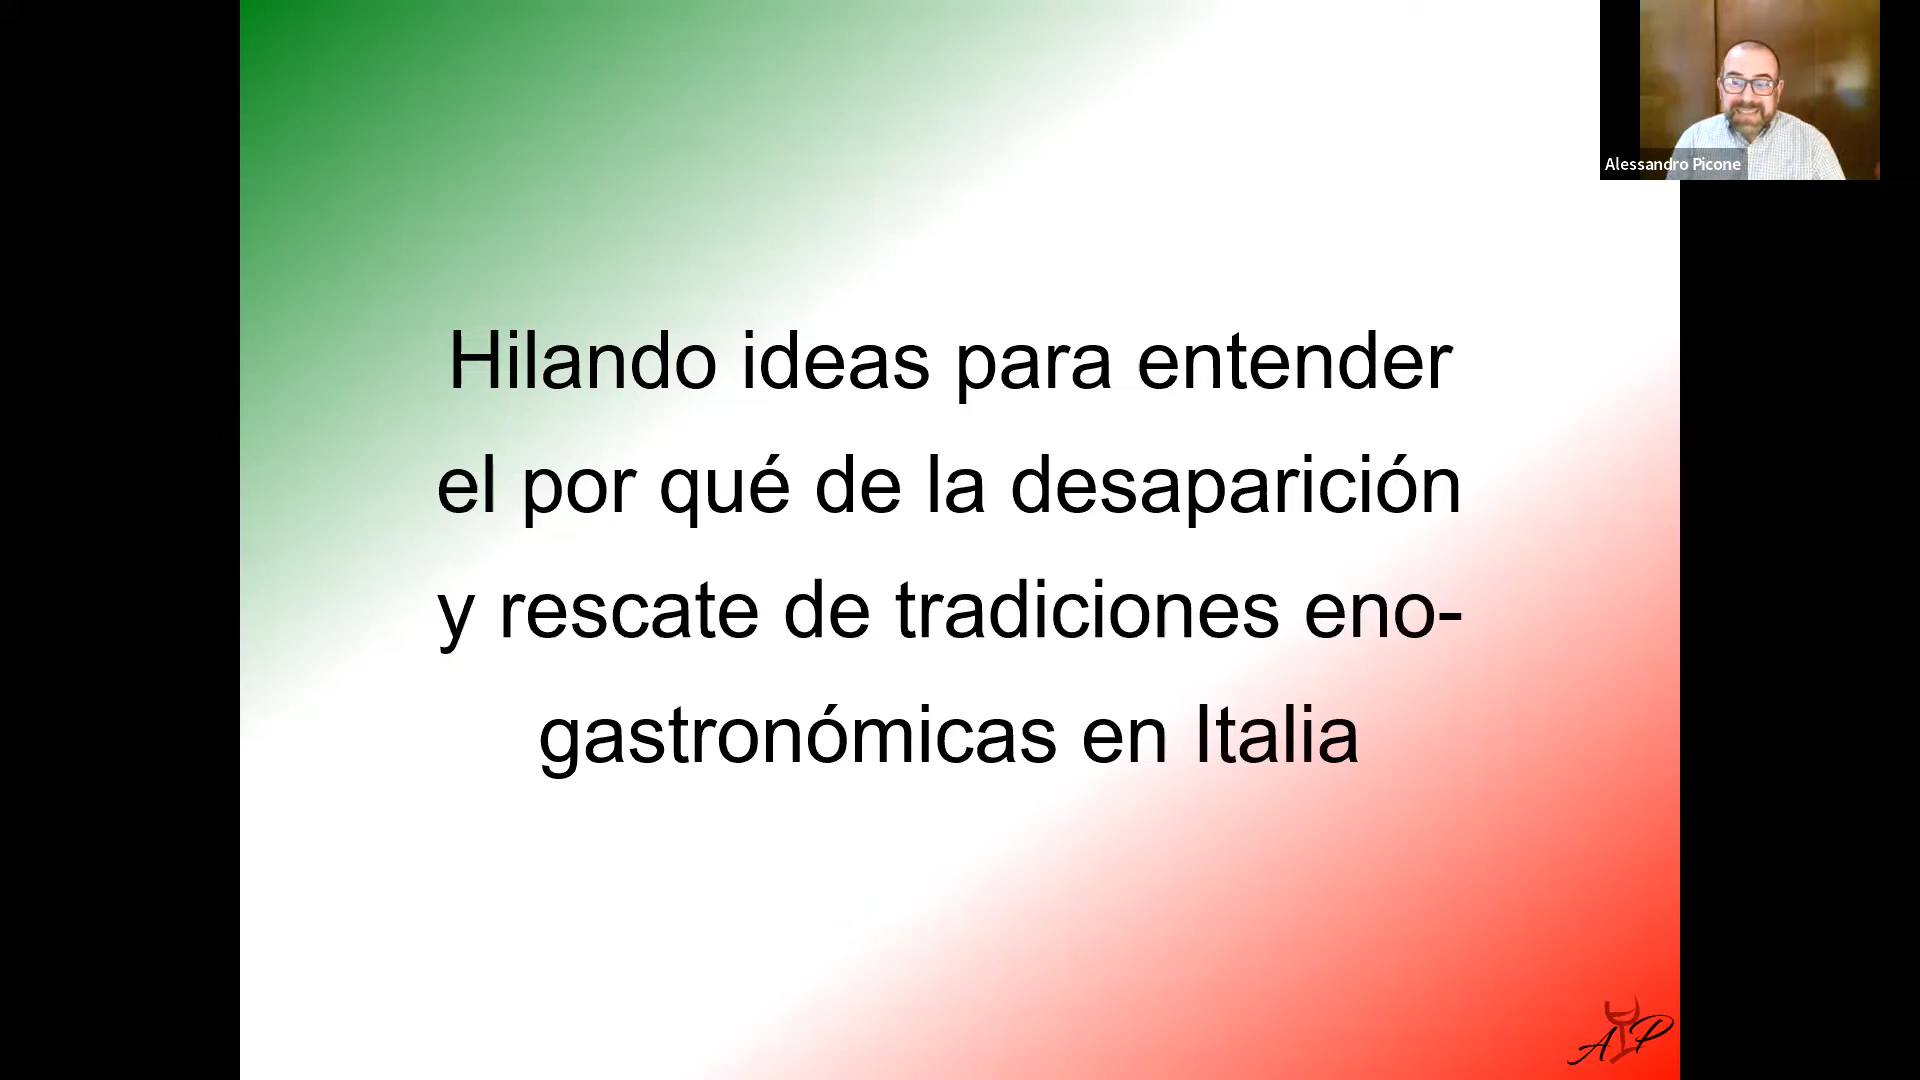 Alessandro Picone
Hilando ideas para entender
el por qué de la desaparición
y rescate de tradiciones eno-
gastronómicas en Italia
AP